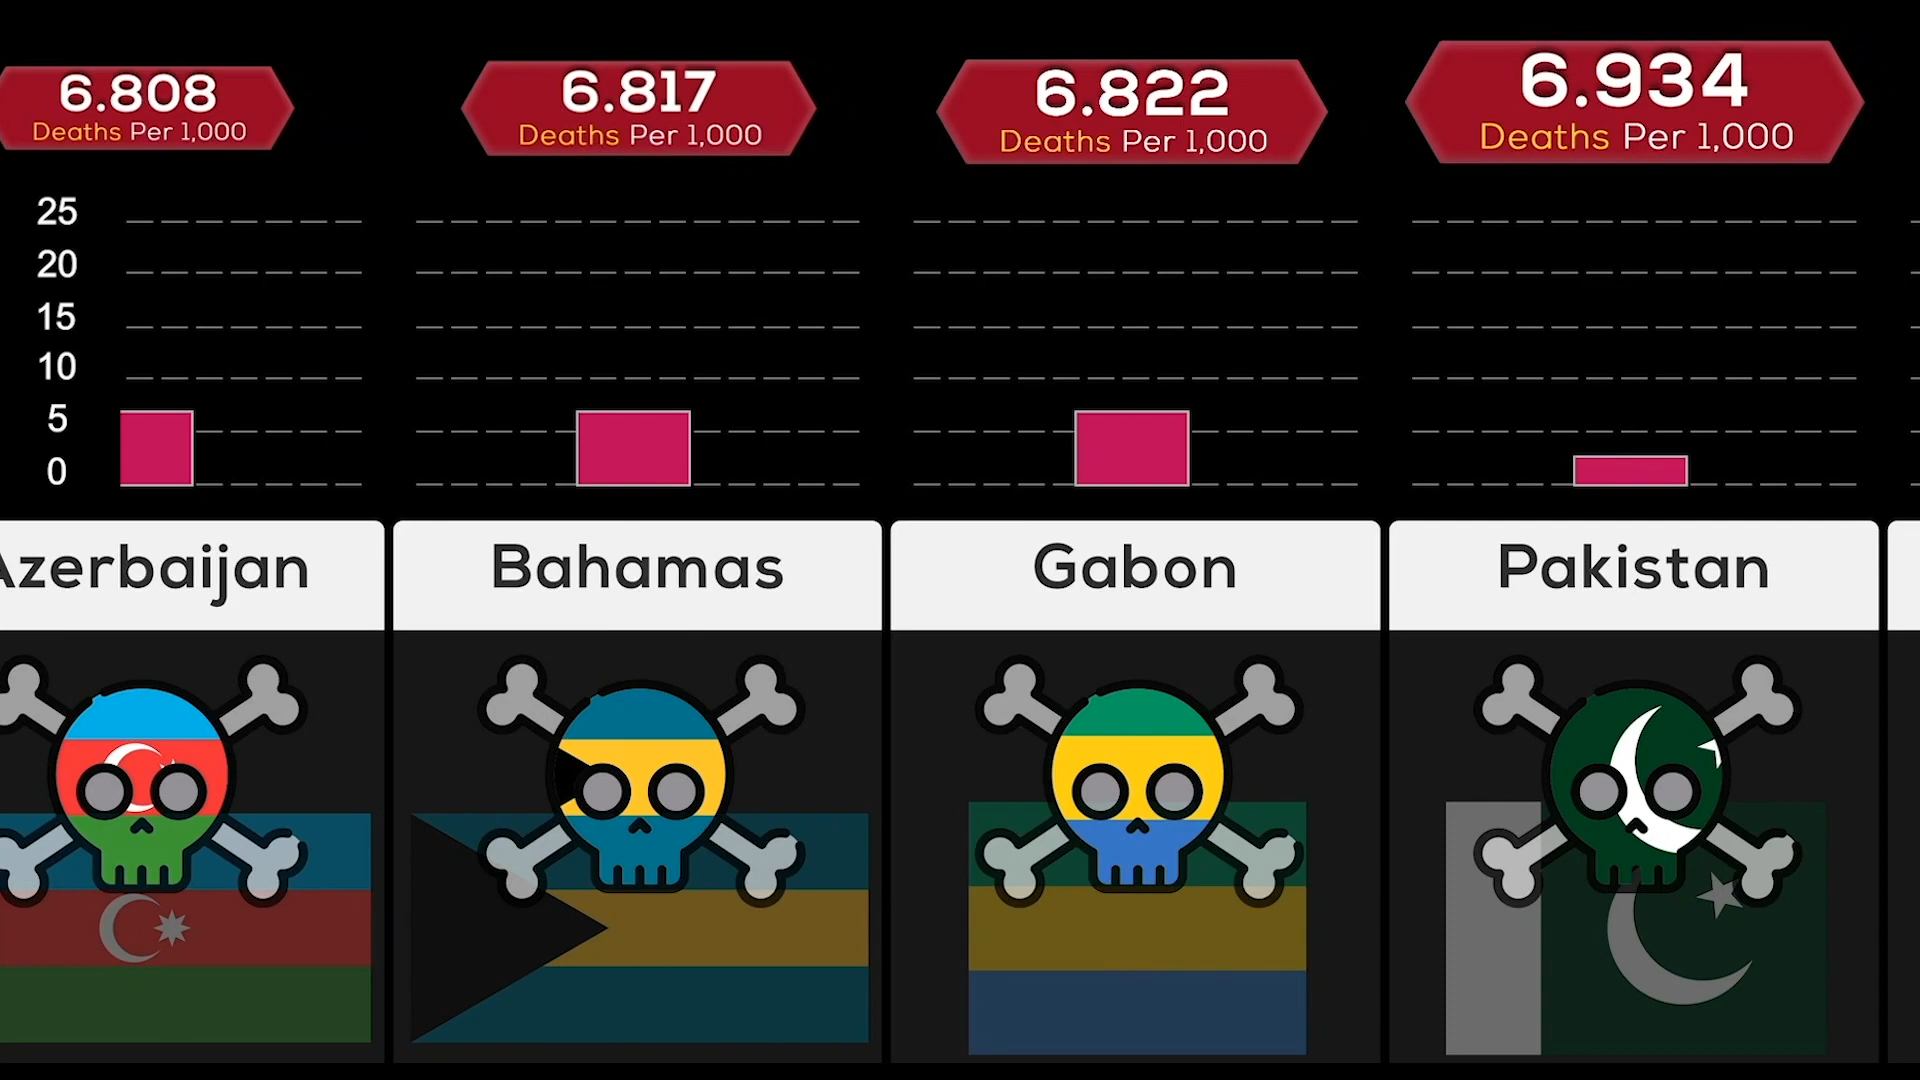 6.808
Deaths Per 1,000
6.817
Deaths Per 1,000
6.822
Deaths Per 1,000
6.934
Deaths Per 1,000
25
20
15
10
5
0
Azerbaijan
Bahamas
Gabon
Pakistan